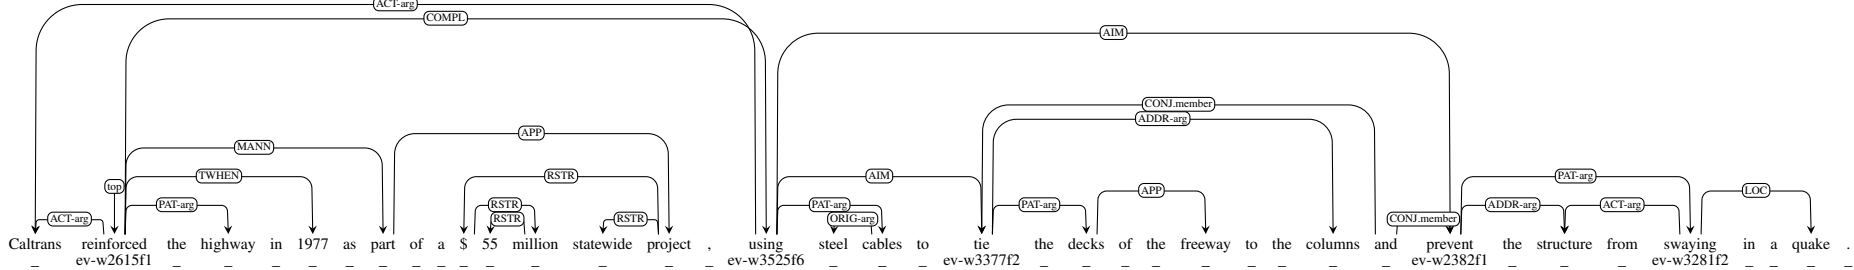 ACT-arg
COMPL
AIM
CONJ.member
ADDR-arg
APP
MANN
top TWHEN RSTR AIM PAT-arg
APP LOC
PAT-arg RSTR PAT-arg PAT-arg ADDR-arg ACT-arg
ACT-arg RSTR RSTR ORIG-arg CONJ.member
Caltrans reinforced the highway in 1977 as part of a $ 55 million statewide project , using steel cables to tie the decks of the freeway to the columns and prevent the structure from swaying in a quake .
_ ev-w2615f1 _ _ _ _ _ _ _ _ _ _ _ _ _ _ ev-w3525f6 _ _ _ ev-w3377f2 _ _ _ _ _ _ _ _ _ ev-w2382f1 _ _ _ ev-w3281f2 _ _ _ _